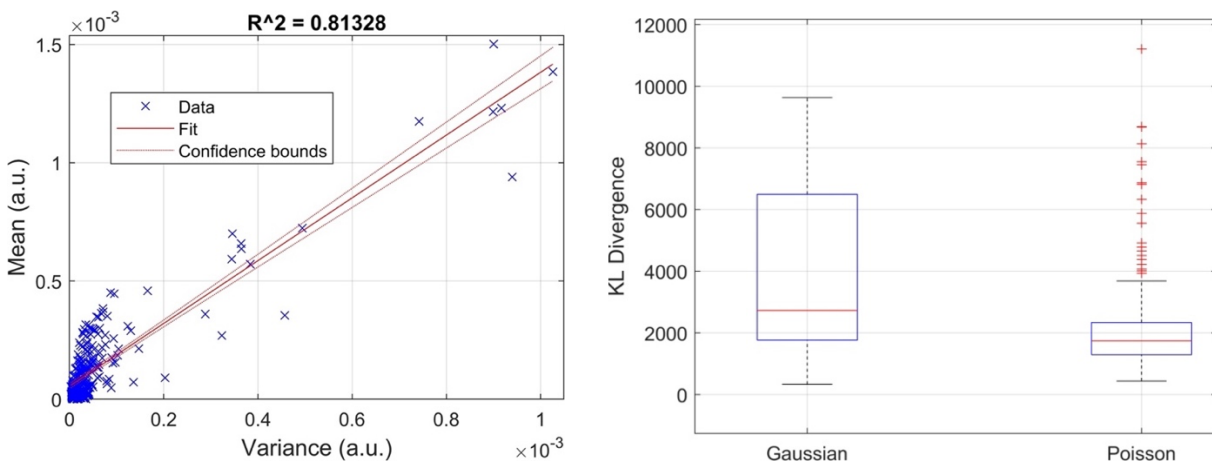 ×10^-3
R^2 = 0.81328
1.5
1
0.5
0
Mean (a.u.)
Data
Fit
Confidence bounds
0 0.2 0.4 0.6 0.8 1
Variance (a.u.)
×10^-3
12000
10000
8000
6000
4000
2000
0
KL Divergence
Gaussian Poisson